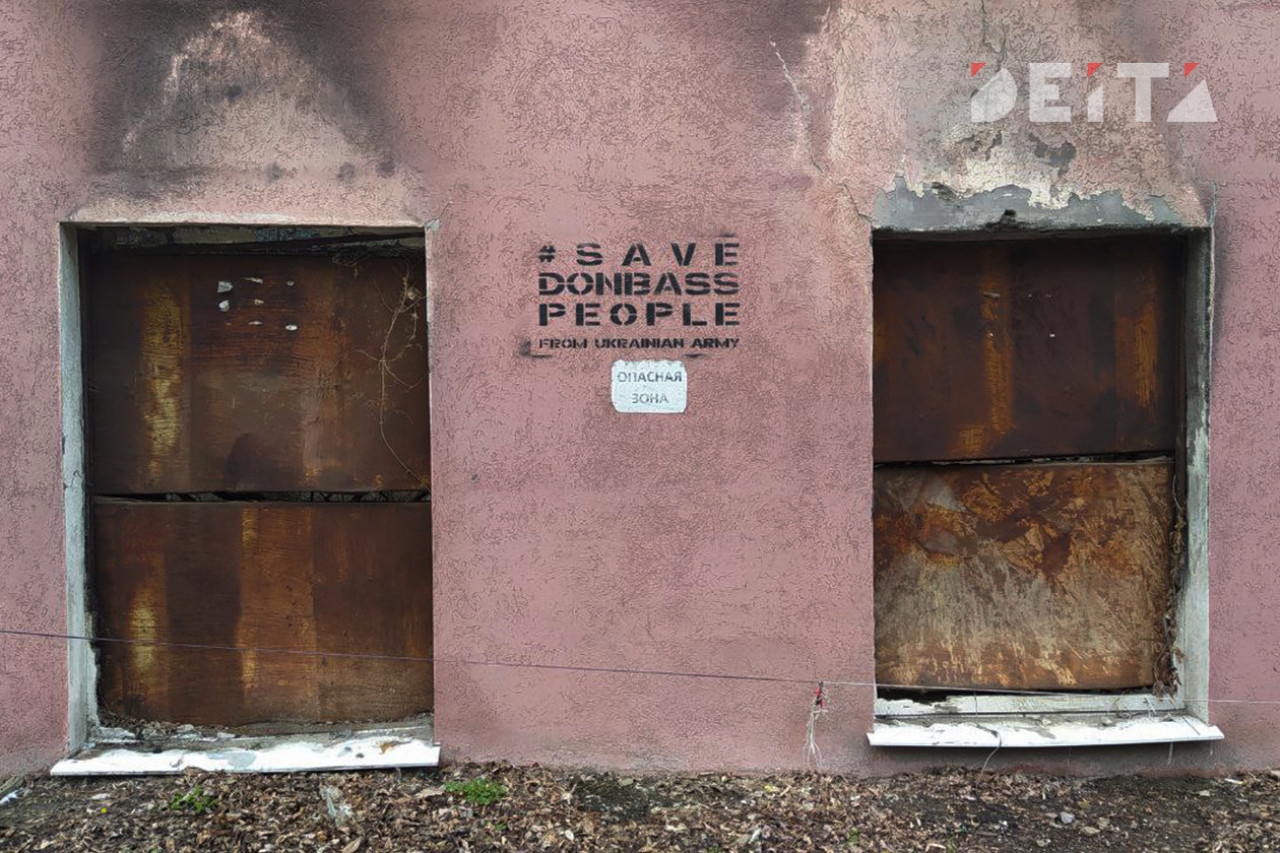 DEITA
# SAVE
DONBASS
PEOPLE
FROM UKRAINIAN ARMY
ОПАСНАЯ
ЗОНА